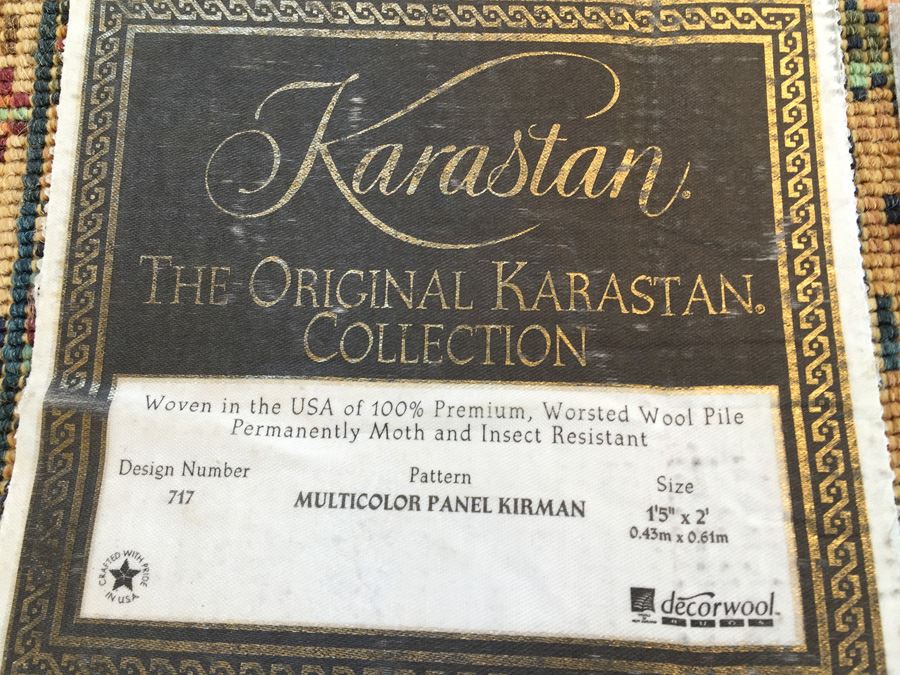 Karastan®
THE ORIGINAL KARASTAN®
COLLECTION
Woven in the USA of 100% Premium, Worsted Wool Pile
Permanently Moth and Insect Resistant
Design Number
717
Pattern
MULTICOLOR PANEL KIRMAN
Size
1'5" x 2'
0.43m x 0.61m
CRAFTED WITH PRIDE
IN U.S.A
decorwool™
RUGS